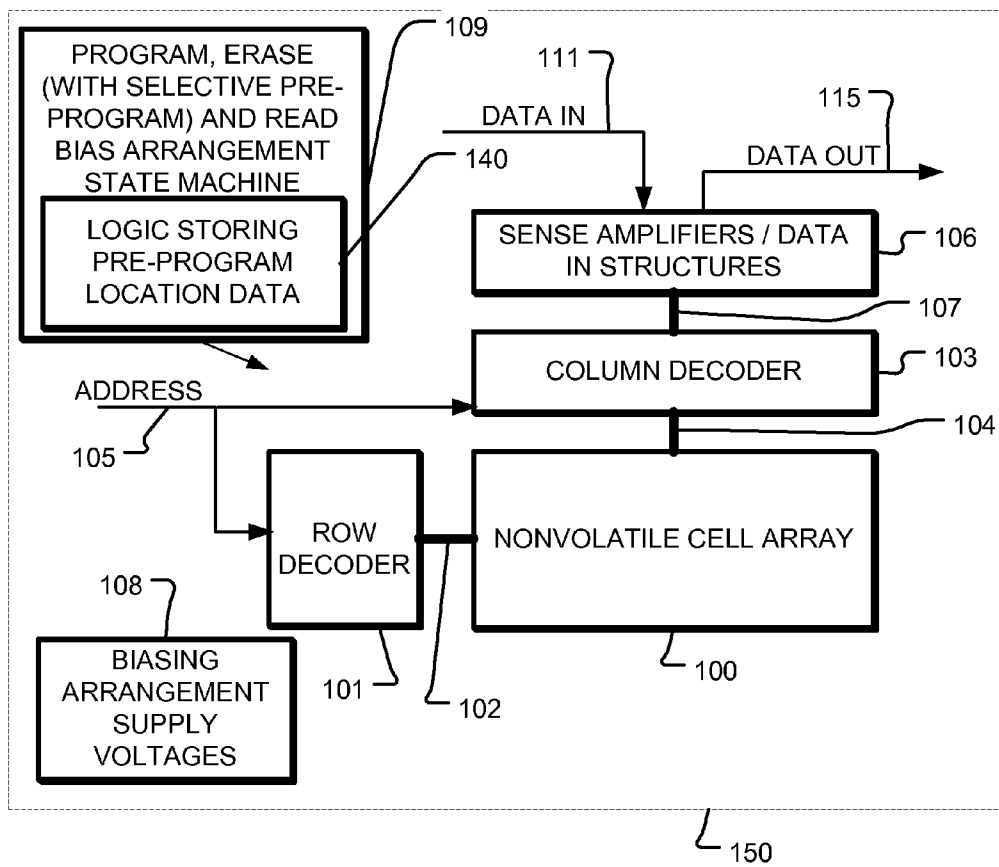 PROGRAM, ERASE
(WITH SELECTIVE PRE-
PROGRAM) AND READ
BIAS ARRANGEMENT
STATE MACHINE
109
140
LOGIC STORING
PRE-PROGRAM
LOCATION DATA
111
DATA IN
115
DATA OUT
SENSE AMPLIFIERS / DATA
IN STRUCTURES
106
107
COLUMN DECODER
103
104
ADDRESS
105
ROW
DECODER
101
102
NONVOLATILE CELL ARRAY
100
108
BIASING
ARRANGEMENT
SUPPLY
VOLTAGES
150